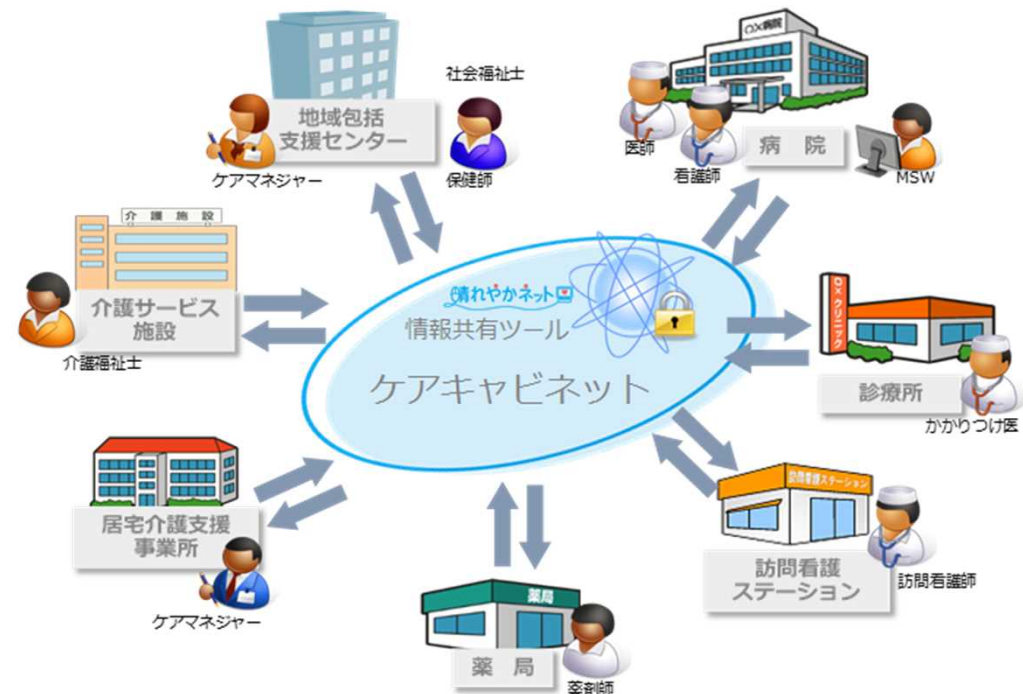 地域包括
支援センター
ケアマネジャー
社会福祉士
保健師
○×病院
医師
看護師
病 院
MSW
介 護 施 設
介護サービス
施設
介護福祉士
晴れやかネット
情報共有ツール
ケアキャビネット
○×クリニック
診療所
かかりつけ医
居宅介護支援
事業所
ケアマネジャー
訪問看護ステーション
訪問看護
ステーション
訪問看護師
薬局
薬 局
薬剤師